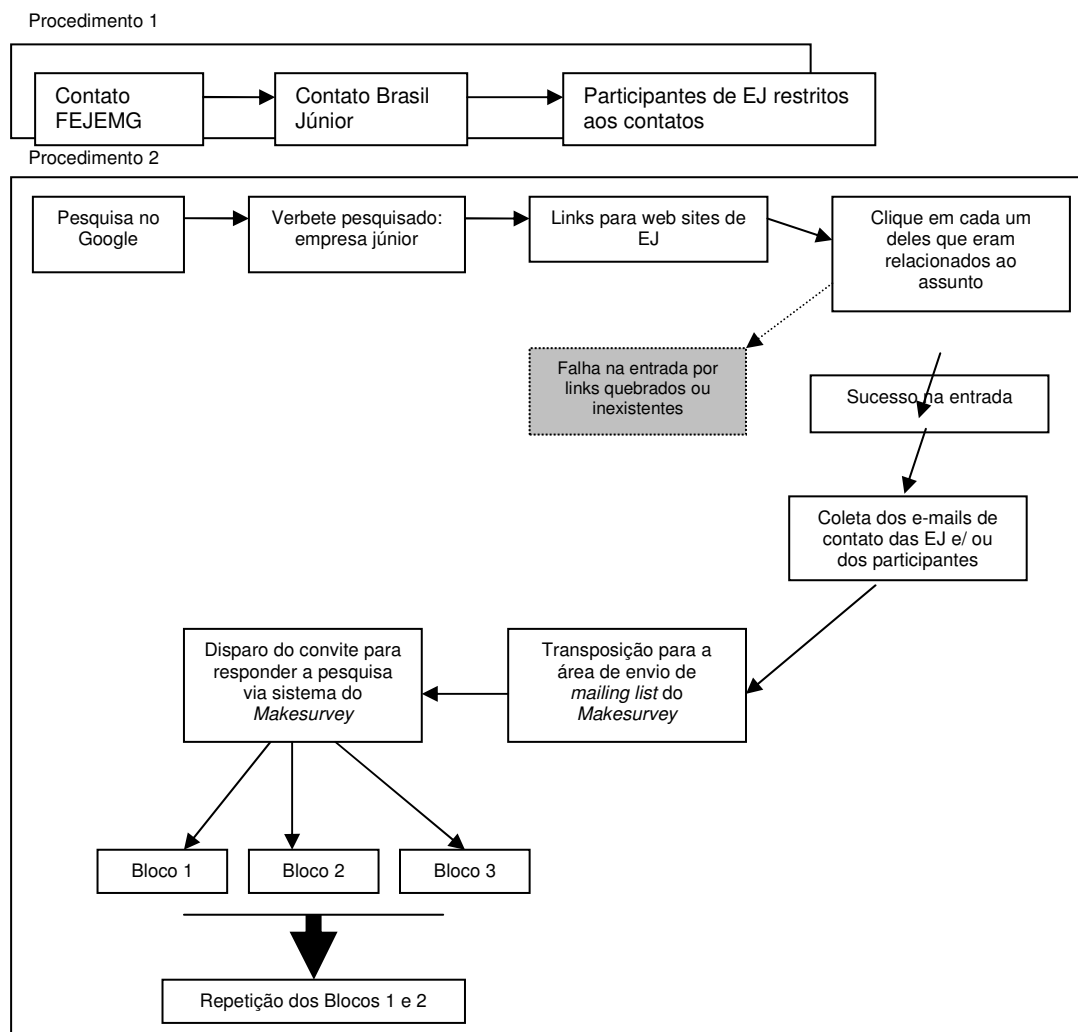 Procedimento 1
Contato
FEJEMG
Contato Brasil
Júnior
Participantes de EJ restritos
aos contatos
Procedimento 2
Pesquisa no
Google
Verbete pesquisado:
empresa júnior
Links para web sites de
EJ
Clique em cada um
deles que eram
relacionados ao
assunto
Falha na entrada por
links quebrados ou
inexistentes
Sucesso na entrada
Coleta dos e-mails de
contato das EJ e/ ou
dos participantes
Transposição para a
área de envio de
mailing list do
Makesurvey
Disparo do convite para
responder a pesquisa
via sistema do
Makesurvey
Bloco 1
Bloco 2
Bloco 3
Repetição dos Blocos 1 e 2